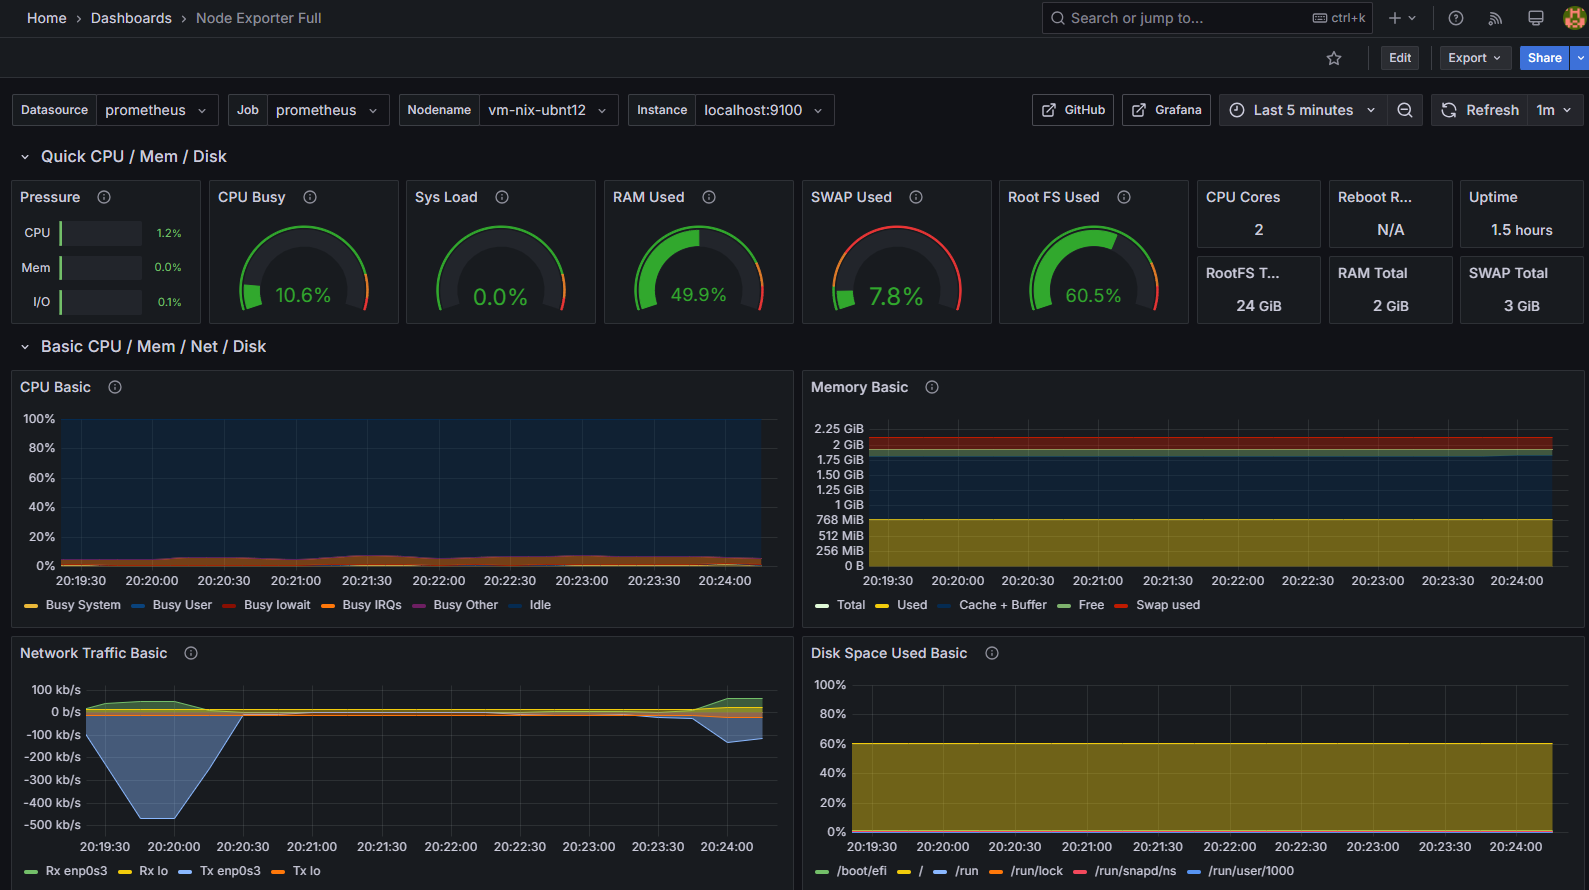 Home › Dashboards › Node Exporter Full
Search or jump to... ctrl+k
Edit Export Share
Datasource prometheus Job prometheus Nodename vm-nix-ubnt12 Instance localhost:9100 GitHub Grafana Last 5 minutes Refresh 1m
Quick CPU / Mem / Disk
Pressure CPU Busy Sys Load RAM Used SWAP Used Root FS Used CPU Cores Reboot R... Uptime
CPU 1.2%
Mem 0.0%
I/O 0.1%
10.6%
0.0%
49.9%
7.8%
60.5%
2 N/A 1.5 hours
RootFS T... RAM Total SWAP Total
24 GiB 2 GiB 3 GiB
Basic CPU / Mem / Net / Disk
CPU Basic
100%
80%
60%
40%
20%
0%
20:19:30 20:20:00 20:20:30 20:21:00 20:21:30 20:22:00 20:22:30 20:23:00 20:23:30 20:24:00
Busy System Busy User Busy Iowait Busy IRQs Busy Other Idle
Memory Basic
2.25 GiB
2 GiB
1.75 GiB
1.50 GiB
1.25 GiB
1 GiB
768 MiB
512 MiB
256 MiB
0 B
20:19:30 20:20:00 20:20:30 20:21:00 20:21:30 20:22:00 20:22:30 20:23:00 20:23:30 20:24:00
Total Used Cache + Buffer Free Swap used
Network Traffic Basic
100 kb/s
0 b/s
-100 kb/s
-200 kb/s
-300 kb/s
-400 kb/s
-500 kb/s
20:19:30 20:20:00 20:20:30 20:21:00 20:21:30 20:22:00 20:22:30 20:23:00 20:23:30 20:24:00
Rx enp0s3 Rx lo Tx enp0s3 Tx lo
Disk Space Used Basic
100%
80%
60%
40%
20%
0%
20:19:30 20:20:00 20:20:30 20:21:00 20:21:30 20:22:00 20:22:30 20:23:00 20:23:30 20:24:00
/boot/efi / /run /run/lock /run/snapd/ns /run/user/1000